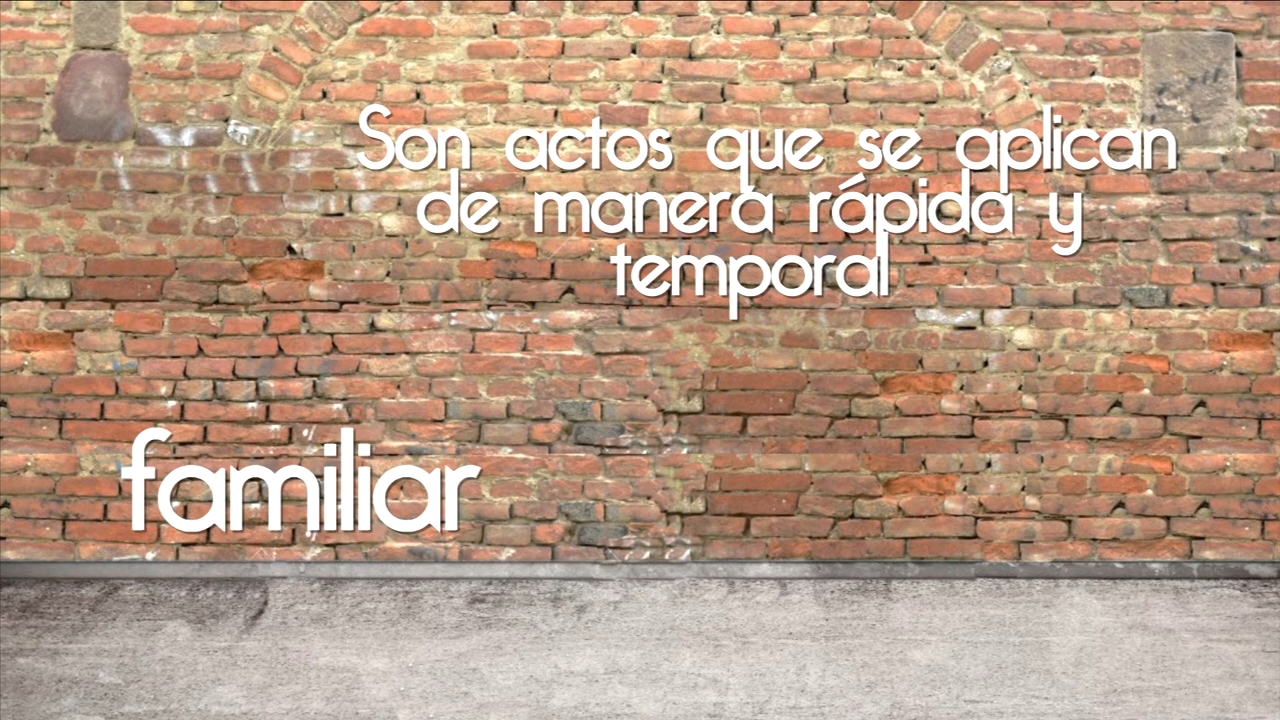 Son actos que se aplican
de manera rápida y
temporal
familiar